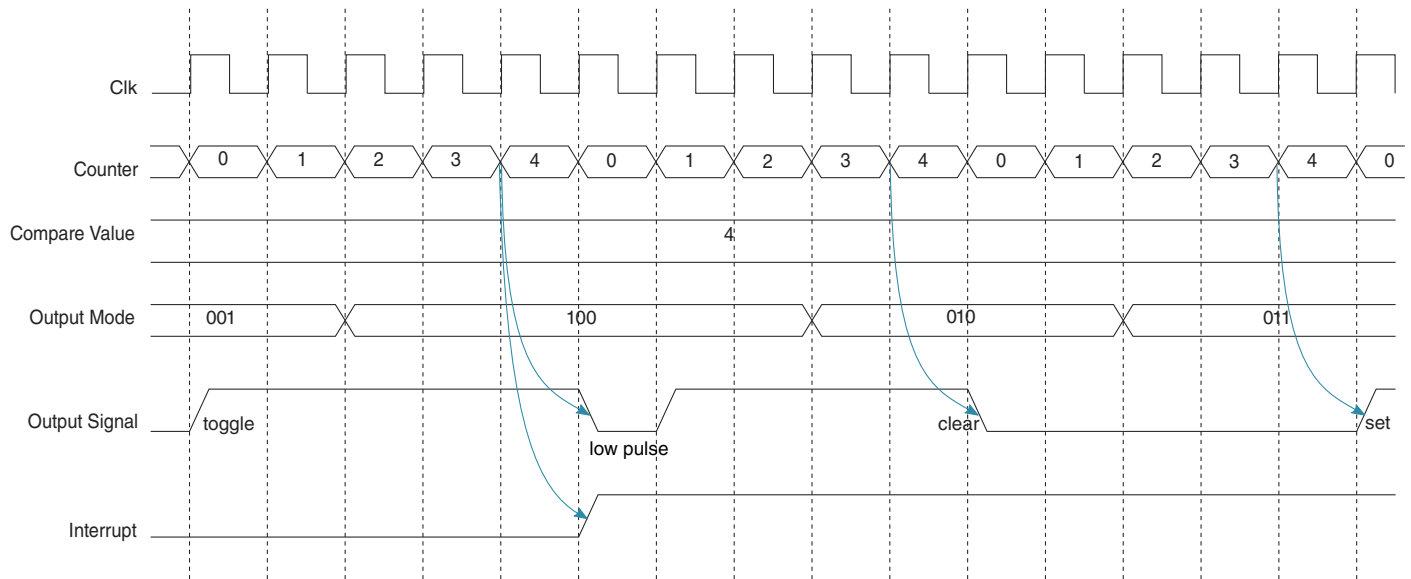 Clk
Counter 0 1 2 3 4 0 1 2 3 4 0 1 2 3 4 0
Compare Value 4
Output Mode 001 100 010 011
Output Signal toggle low pulse clear set
Interrupt